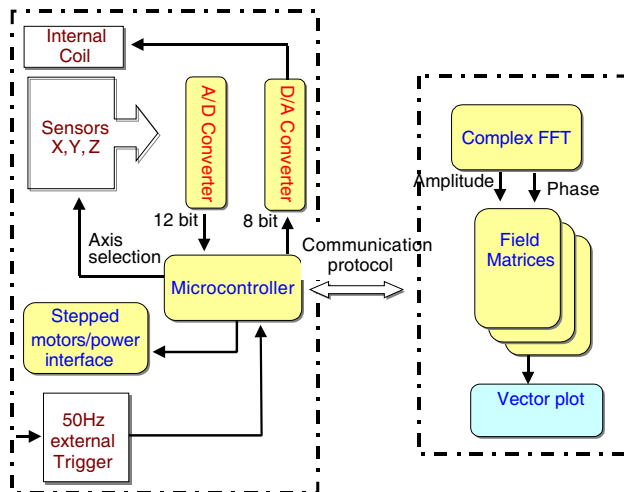 Internal
Coil
Sensors
X,Y, Z
A/D Converter
D/A Converter
12 bit
8 bit
Axis
selection
Microcontroller
Stepped
motors/power
interface
50Hz
external
Trigger
Communication
protocol
Complex FFT
Amplitude
Phase
Field
Matrices
Vector plot